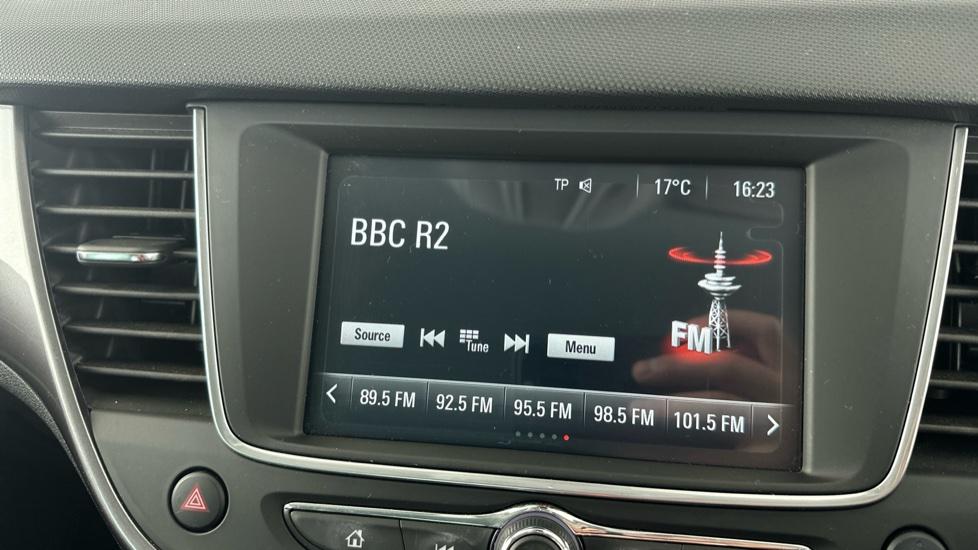 TP 17°C 16:23
BBC R2
FM
Source Tune Menu
89.5 FM 92.5 FM 95.5 FM 98.5 FM 101.5 FM